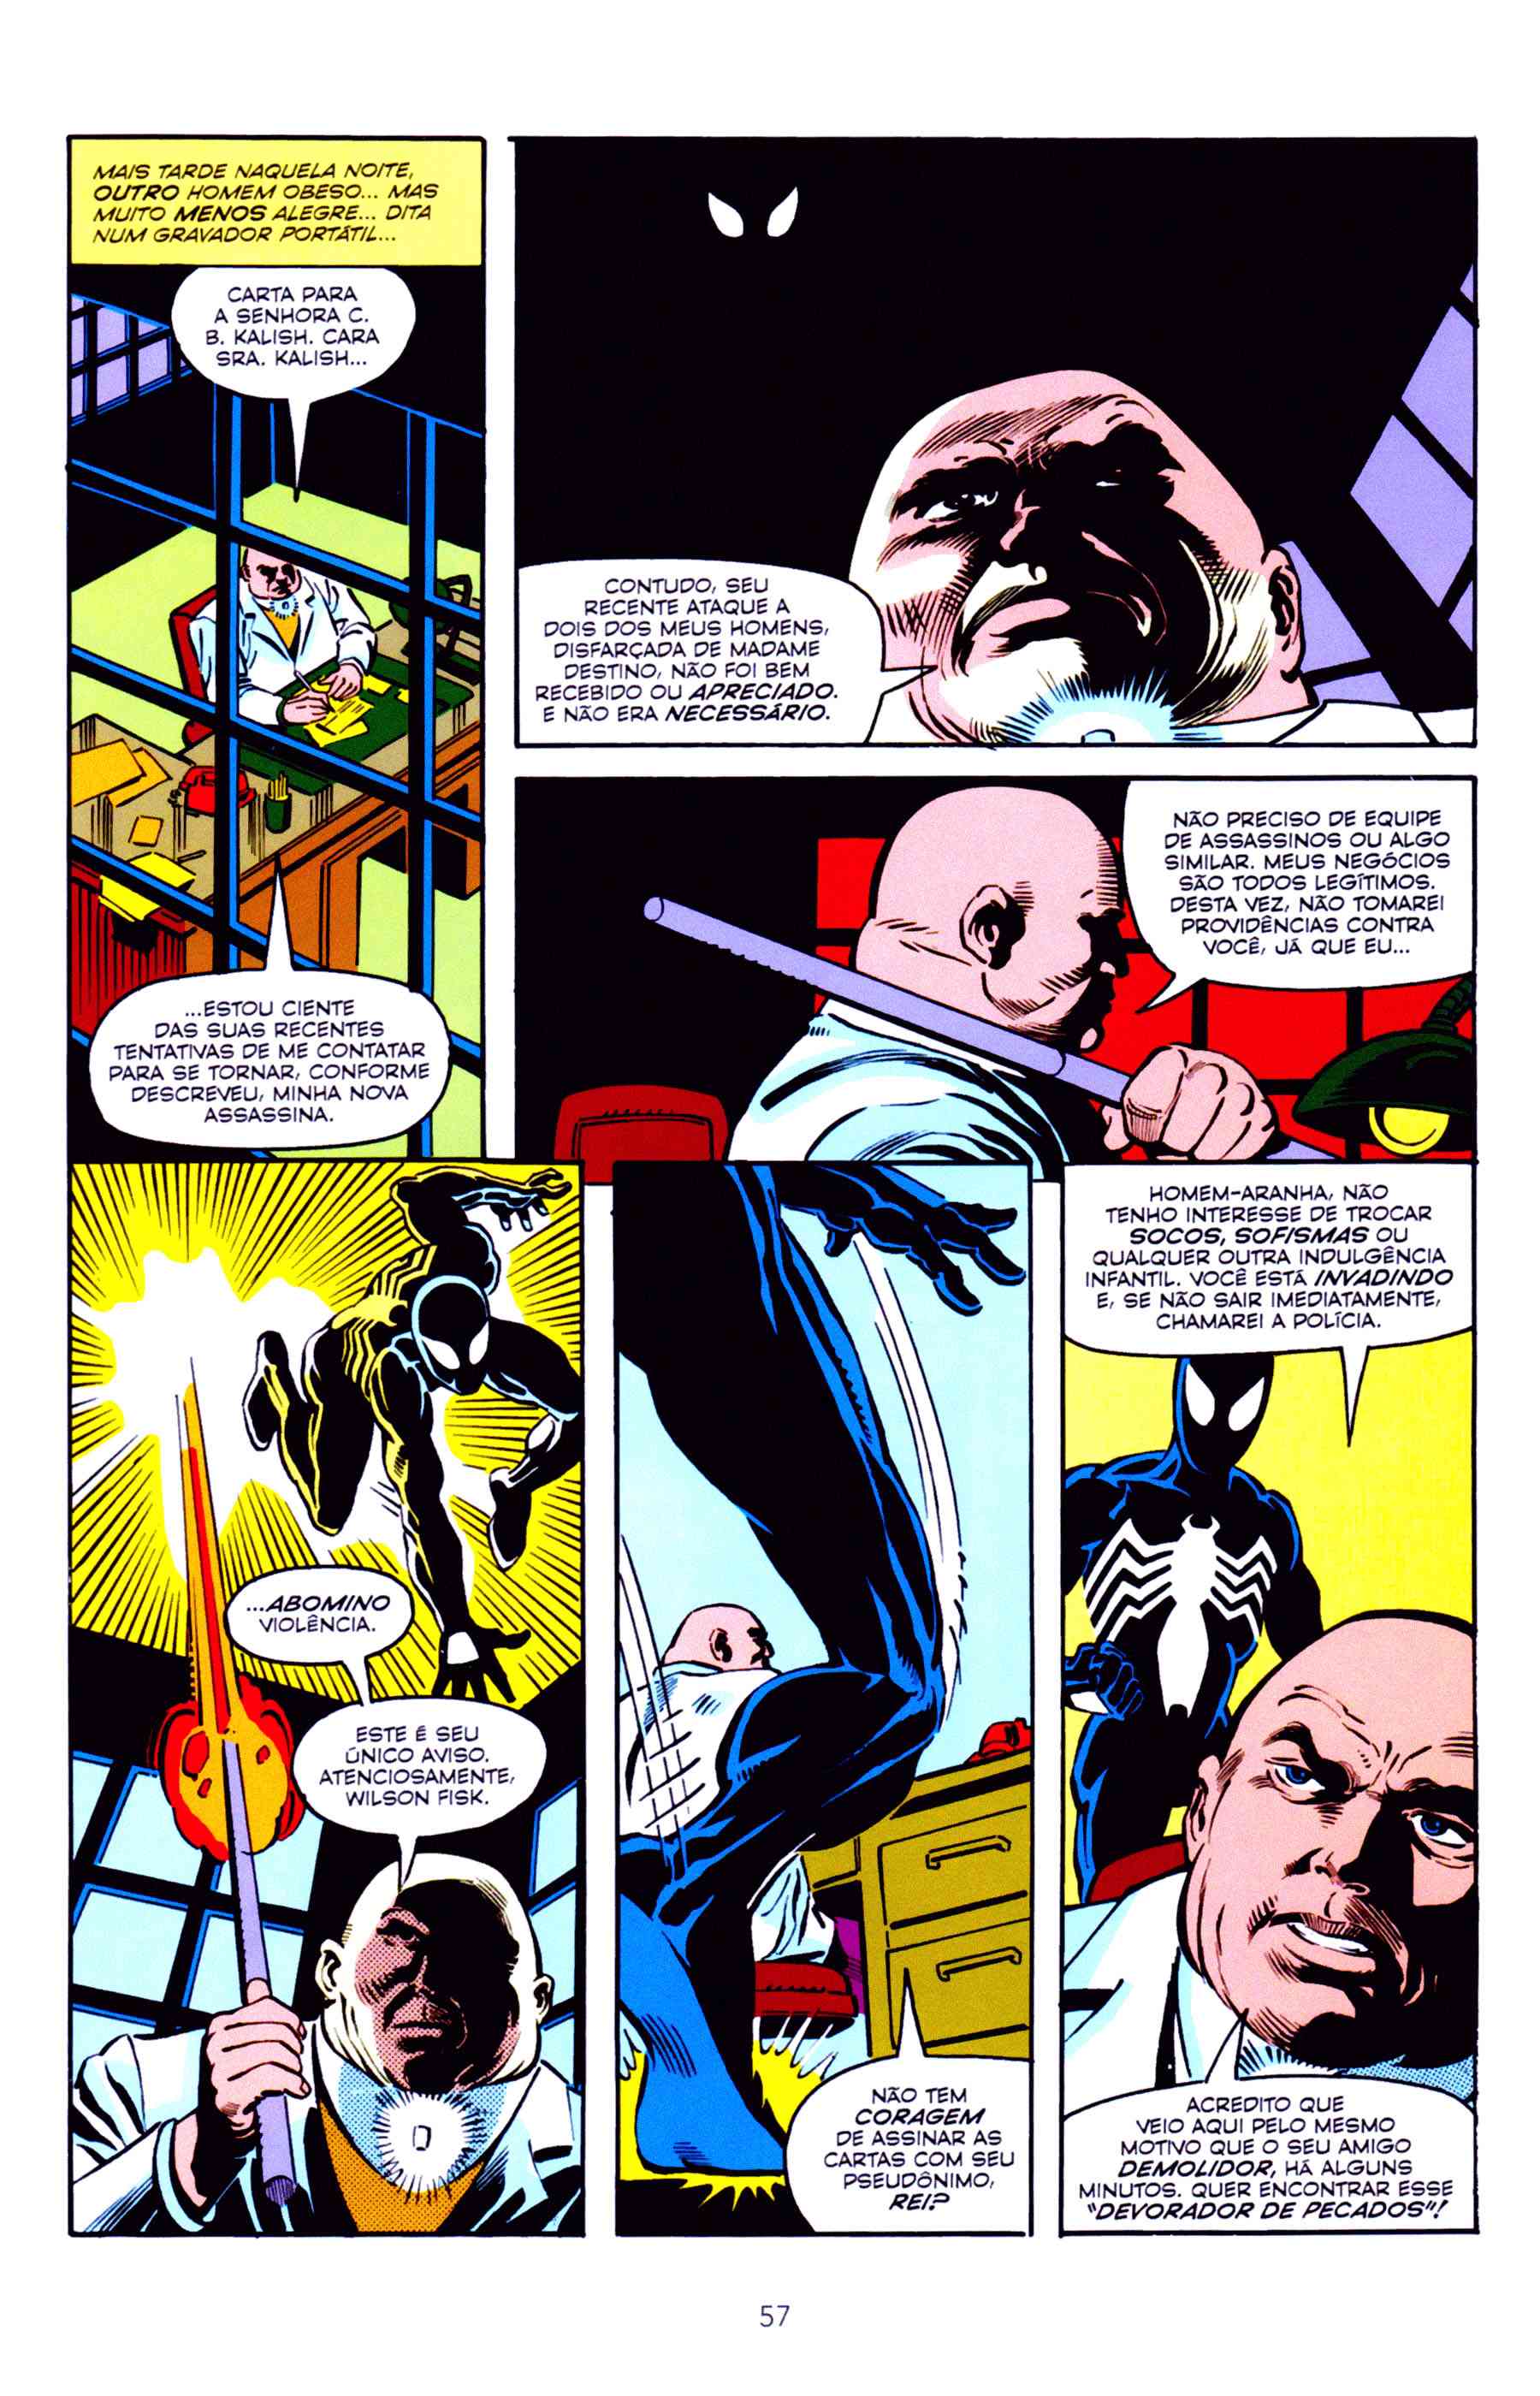 MAIS TARDE NAQUELA NOITE,
OUTRO HOMEM OBESO... MAS
MUITO MENOS ALEGRE... DITA
NUM GRAVADOR PORTÁTIL...
CARTA PARA
A SENHORA C.
B. KALISH. CARA
SRA. KALISH...
...ESTOU CIENTE
DAS SUAS RECENTES
TENTATIVAS DE ME CONTATAR
PARA SE TORNAR, CONFORME
DESCREVEU, MINHA NOVA
ASSASSINA.
CONTUDO, SEU
RECENTE ATAQUE A
DOIS DOS MEUS HOMENS,
DISFARÇADA DE MADAME
DESTINO, NÃO FOI BEM
RECEBIDO OU APRECIADO.
E NÃO ERA NECESSÁRIO.
NÃO PRECISO DE EQUIPE
DE ASSASSINOS OU ALGO
SIMILAR. MEUS NEGÓCIOS
SÃO TODOS LEGÍTIMOS.
DESTA VEZ, NÃO TOMAREI
PROVIDÊNCIAS CONTRA
VOCÊ, JÁ QUE EU...
...ABOMINO
VIOLÊNCIA.
ESTE É SEU
ÚNICO AVISO.
ATENCIOSAMENTE,
WILSON FISK.
NÃO TEM
CORAGEM
DE ASSINAR AS
CARTAS COM SEU
PSEUDÔNIMO,
REI?
HOMEM-ARANHA, NÃO
TENHO INTERESSE DE TROCAR
SOCOS, SOFISMAS OU
QUALQUER OUTRA INDULGÊNCIA
INFANTIL. VOCÊ ESTÁ INVADINDO
E, SE NÃO SAIR IMEDIATAMENTE,
CHAMAREI A POLÍCIA.
ACREDITO QUE
VEIO AQUI PELO MESMO
MOTIVO QUE O SEU AMIGO
DEMOLIDOR, HÁ ALGUNS
MINUTOS. QUER ENCONTRAR ESSE
"DEVORADOR DE PECADOS"!
57